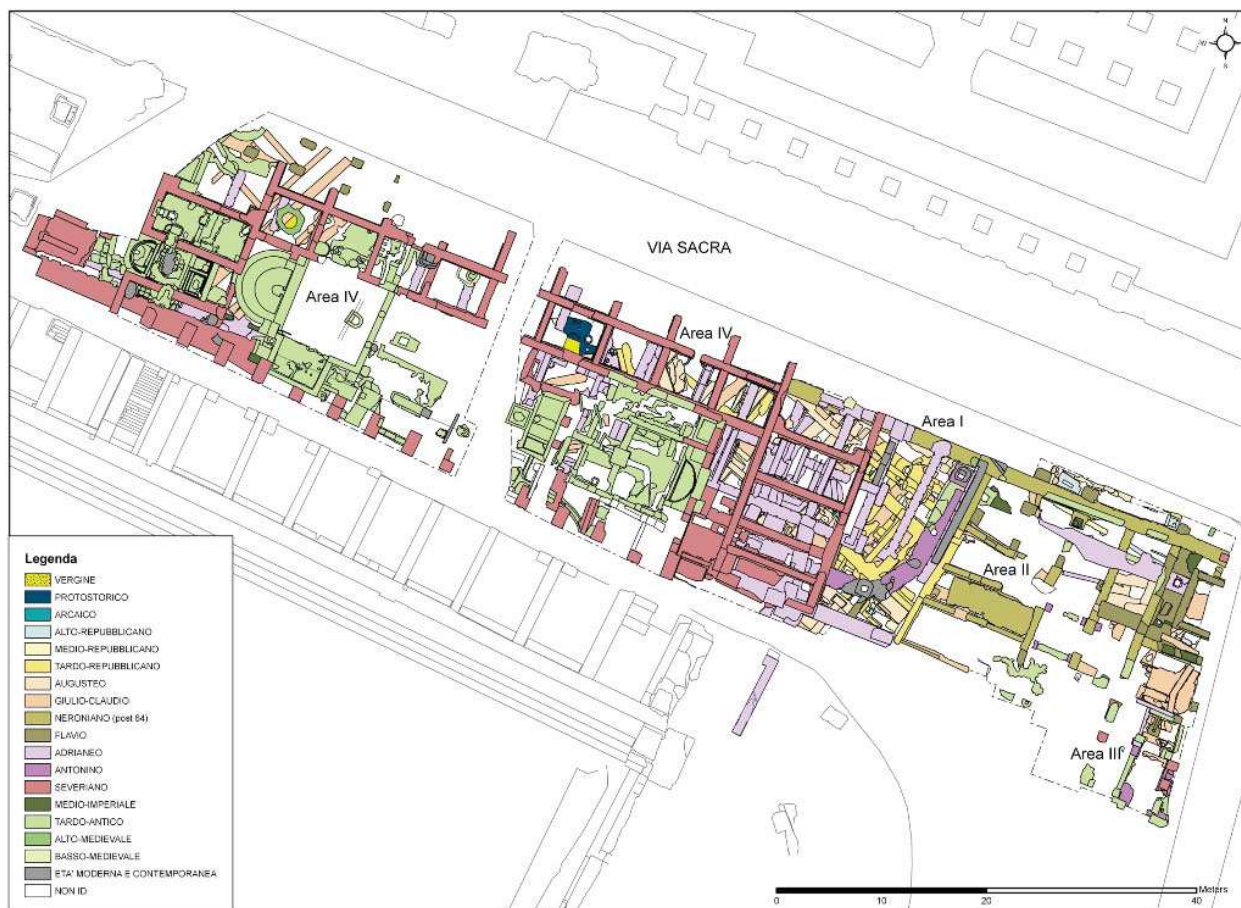 N
W
N
VIA SACRA
Area IV
Area IV
Area I
Area II
Area III
Legenda
VERGINE
PROTOSTORICO
ARCAICO
ALTO-REPUBBLICANO
MEDIO-REPUBBLICANO
TARDO-REPUBBLICANO
AUGUSTEO
GIULIO-CLAUDIO
NERONIANO (post 64)
FLAVIO
ADRIANEO
ANTONINO
SEVERIANO
MEDIO-IMPERIALE
TARDO-ANTICO
ALTO-MEDIEVALE
BASSO-MEDIEVALE
ETA' MODERNA E CONTEMPORANEA
NON ID
Meters
0 10 20 40